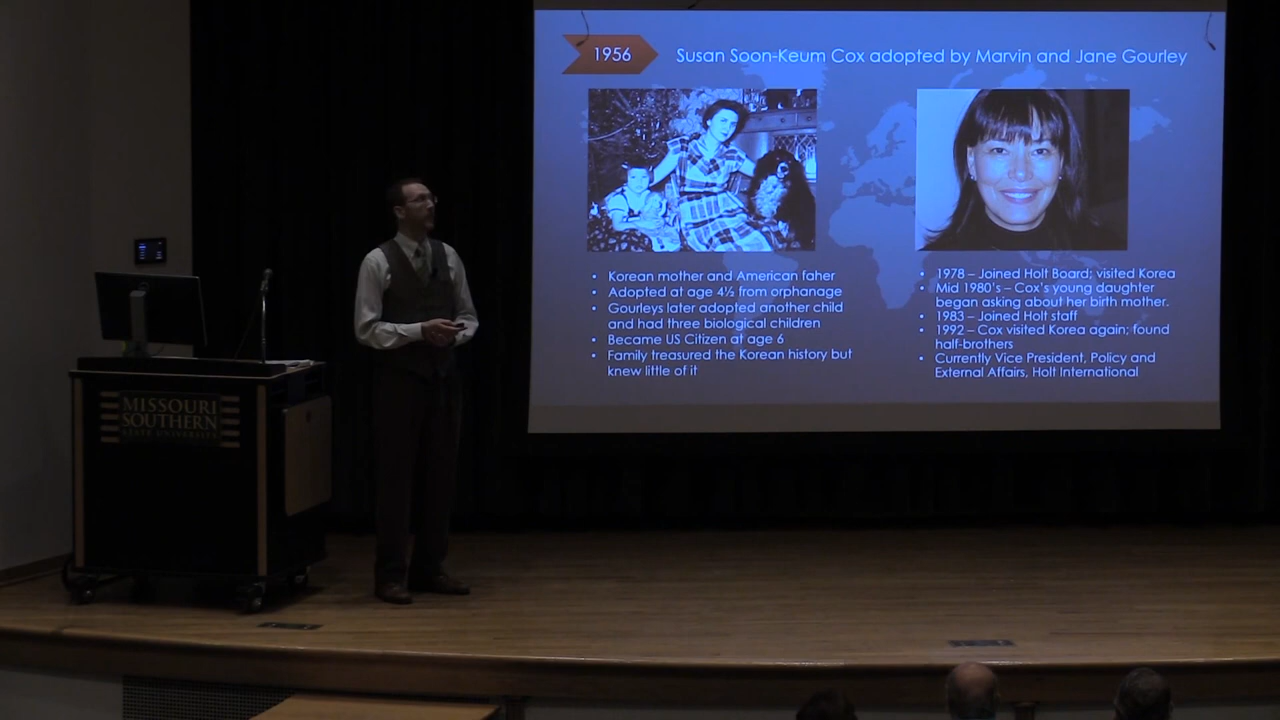 1956
Susan Soon-Keum Cox adopted by Marvin and Jane Gourley
• Korean mother and American faher
• Adopted at age 4½ from orphanage
• Gourleys later adopted another child
and had three biological children
• Became US Citizen at age 6
• Family treasured the Korean history but
knew little of it
• 1978 – Joined Holt Board; visited Korea
• Mid 1980's – Cox's young daughter
began asking about her birth mother.
• 1983 – Joined Holt staff
• 1992 – Cox visited Korea again; found
half-brothers
• Currently Vice President, Policy and
External Affairs, Holt International
MISSOURI
SOUTHERN
STATE UNIVERSITY